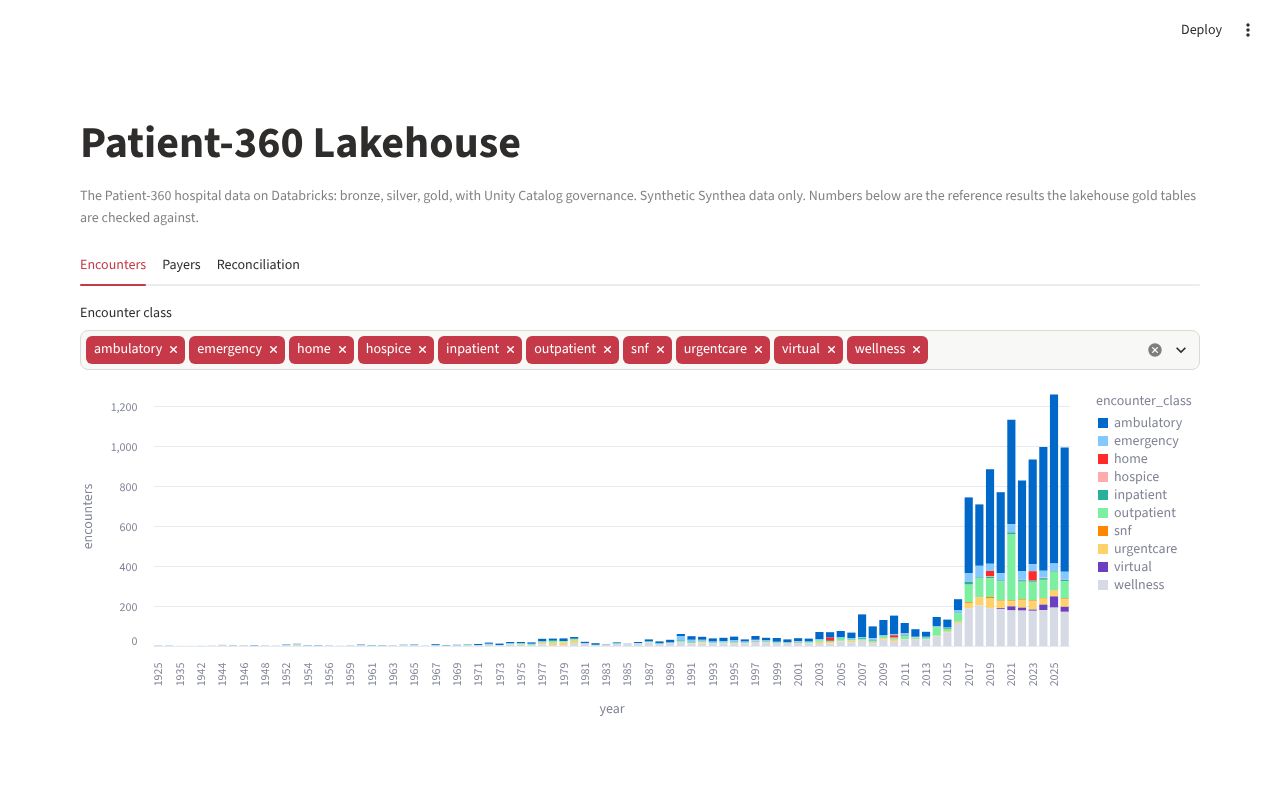 Deploy
Patient-360 Lakehouse
The Patient-360 hospital data on Databricks: bronze, silver, gold, with Unity Catalog governance. Synthetic Synthea data only. Numbers below are the reference results the lakehouse gold tables
are checked against.
Encounters Payers Reconciliation
Encounter class
ambulatory emergency home hospice inpatient outpatient snf urgentcare virtual wellness
encounters
1,200
1,000
800
600
400
200
0
1925 1935 1942 1944 1946 1948 1952 1954 1956 1959 1961 1963 1965 1967 1969 1971 1973 1975 1977 1979 1981 1983 1985 1987 1989 1991 1993 1995 1997 1999 2001 2003 2005 2007 2009 2011 2013 2015 2017 2019 2021 2023 2025
year
encounter_class
ambulatory
emergency
home
hospice
inpatient
outpatient
snf
urgentcare
virtual
wellness